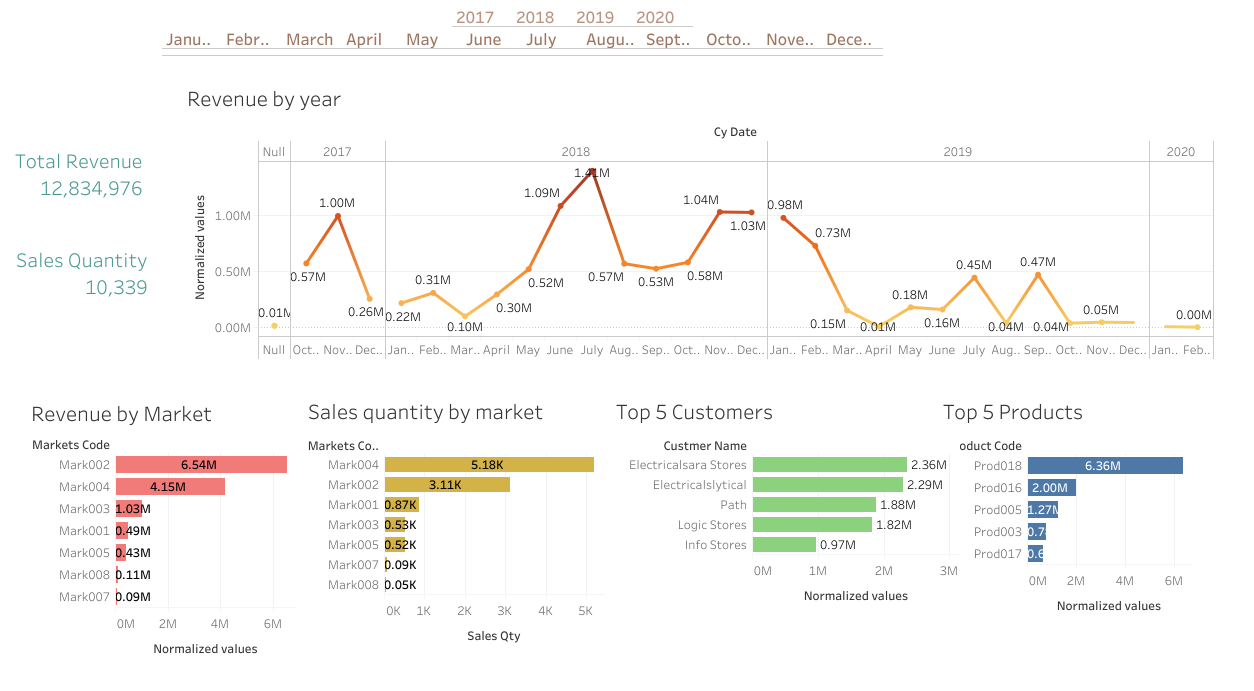 2017 2018 2019 2020
Janu.. Febr.. March April May June July Augu.. Sept.. Octo.. Nove.. Dece..
Revenue by year
Total Revenue
12,834,976
Sales Quantity
10,339
Cy Date
Null 2017 2018 2019 2020
Normalized values
1.00M
0.50M
0.00M
0.01M
0.57M 1.00M 0.26M
0.22M 0.31M 0.10M 0.30M 0.52M 1.09M 1.41M 0.57M 0.53M 0.58M 1.04M 1.03M
0.98M 0.73M 0.15M 0.01M 0.18M 0.16M 0.45M 0.04M 0.47M 0.04M 0.05M
0.00M
Null Oct.. Nov.. Dec.. Jan.. Feb.. Mar.. April May June July Aug.. Sep.. Oct.. Nov.. Dec.. Jan.. Feb.. Mar.. April May June July Aug.. Sep.. Oct.. Nov.. Dec.. Jan.. Feb..
Revenue by Market
Markets Code
Mark002 6.54M
Mark004 4.15M
Mark003 1.03M
Mark001 0.49M
Mark005 0.43M
Mark008 0.11M
Mark007 0.09M
0M 2M 4M 6M
Normalized values
Sales quantity by market
Markets Co..
Mark004 5.18K
Mark002 3.11K
Mark001 0.87K
Mark003 0.53K
Mark005 0.52K
Mark007 0.09K
Mark008 0.05K
0K 1K 2K 3K 4K 5K
Sales Qty
Top 5 Customers
Custmer Name
Electricalsara Stores 2.36M
Electricalslytical 2.29M
Path 1.88M
Logic Stores 1.82M
Info Stores 0.97M
0M 1M 2M 3M
Normalized values
Top 5 Products
oduct Code
Prod018 6.36M
Prod016 2.00M
Prod005 1.27M
Prod003
Prod017
0M 2M 4M 6M
Normalized values